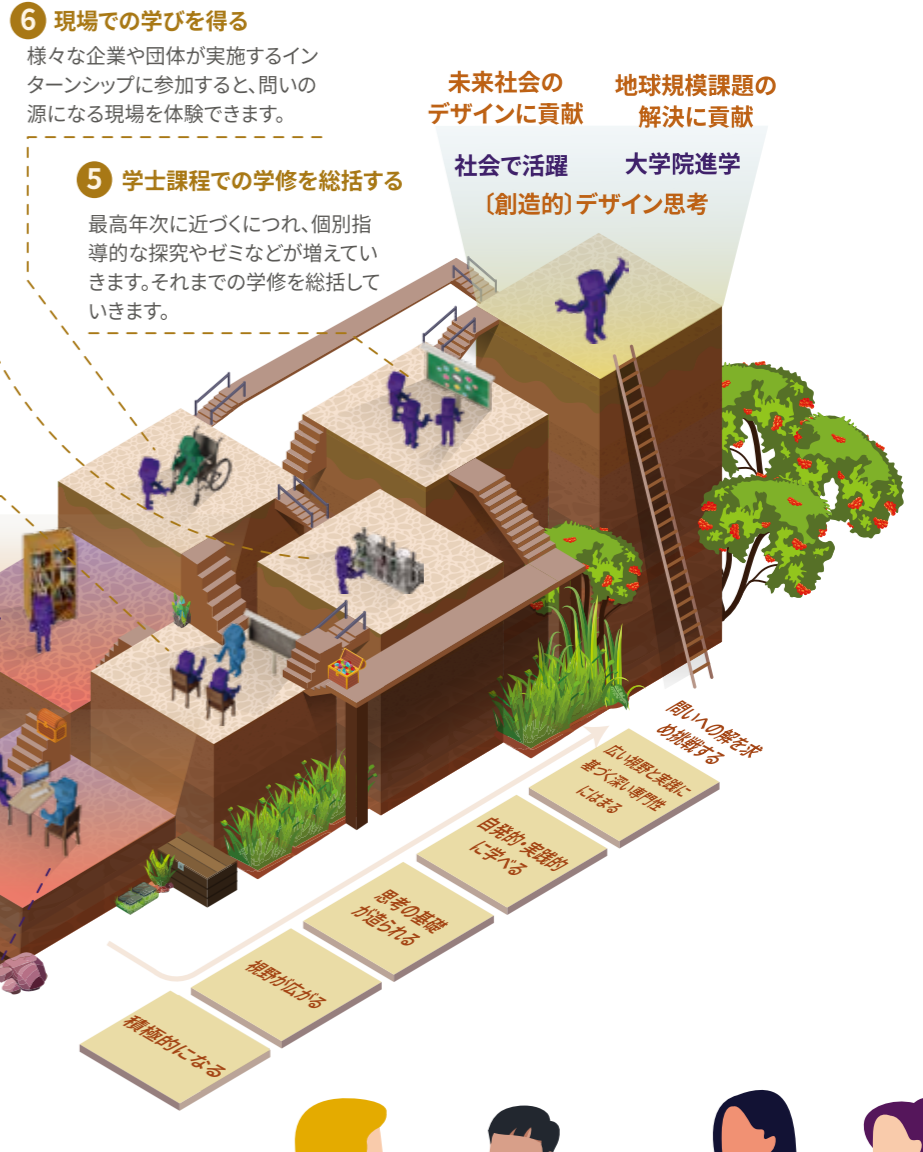 6 現場での学びを得る
様々な企業や団体が実施するイン
ターンシップに参加すると、問いの
源になる現場を体験できます。
5 学士課程での学修を総括する
最高年次に近づくにつれ、個別指
導的な探究やゼミなどが増えてい
きます。それまでの学修を総括して
いきます。
未来社会の
デザインに貢献
地球規模課題の
解決に貢献
社会で活躍
大学院進学
〔創造的〕デザイン思考
問いへの解を求
め挑戦する
広い視野と実践に
基づく深い専門性
にはまる
自発的・実践的
に学べる
思考の基礎
が造られる
視野が広がる
積極的になる